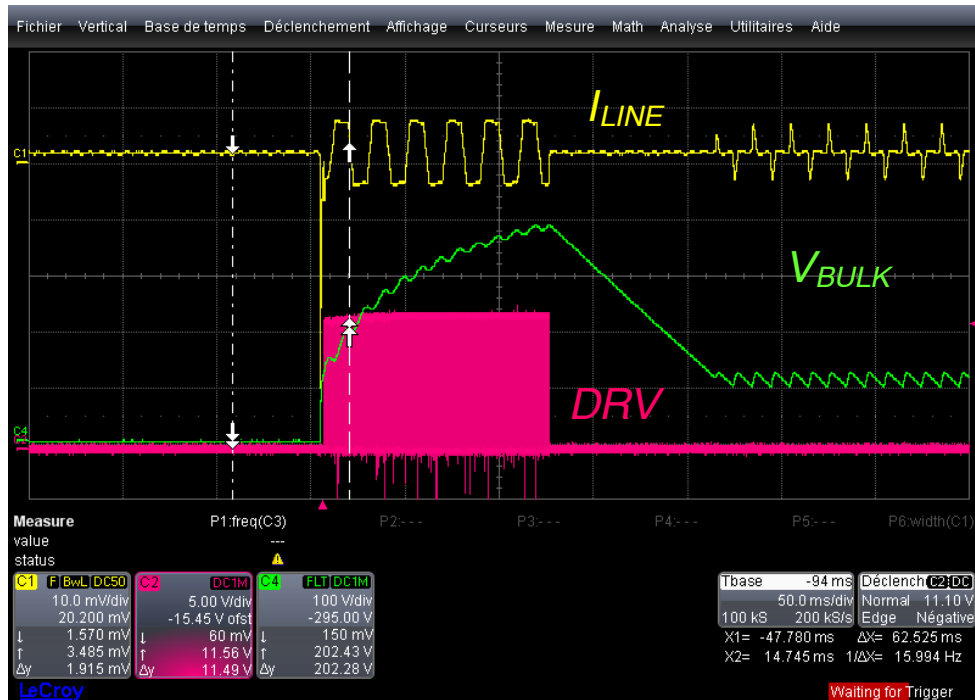 Fichier Vertical Base de temps Déclenchement Affichage Curseurs Mesure Math Analyse Utilitaires Aide
I LINE
C1
V BULK
DRV
C4
Measure P1:freq(C3) P2:- - - P3:- - - P4:- - - P5:- - - P6:width(C1)
value ---
status
C1 F BwL DC50 C2 DC1M C4 FLT DC1M Tbase -94 ms Déclench C2 DC
10.0 mV/div 5.00 V/div 100 V/div 50.0 ms/div Normal 11.10 V
20.200 mV -15.45 V ofst -295.00 V 100 kS 200 kS/s Edge Négative
↓ 1.570 mV ↓ 60 mV ↓ 150 mV X1= -47.780 ms ΔX= 62.525 ms
↑ 3.485 mV ↑ 11.56 V ↑ 202.43 V X2= 14.745 ms 1/ΔX= 15.994 Hz
Δy 1.915 mV Δy 11.49 V Δy 202.28 V
LeCroy Waiting for Trigger